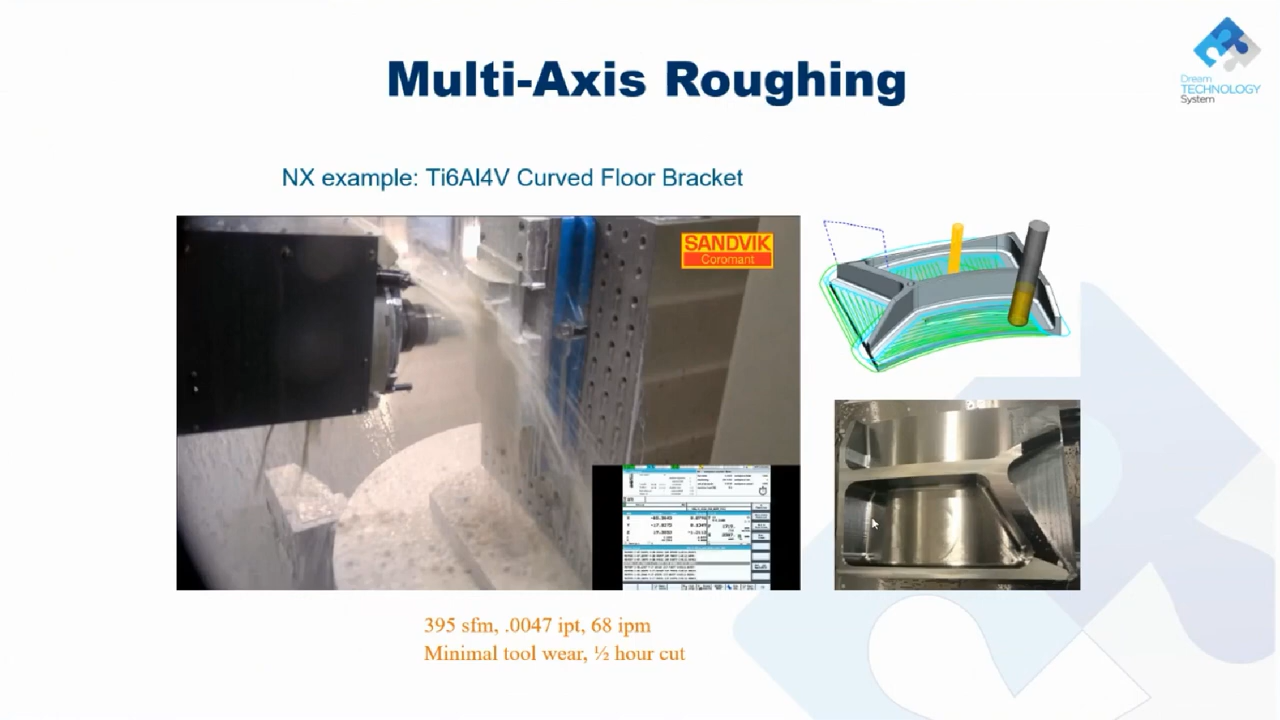 Multi-Axis Roughing
Dream
TECHNOLOGY
System
NX example: Ti6Al4V Curved Floor Bracket
SANDVIK
Coromant
395 sfm, .0047 ipt, 68 ipm
Minimal tool wear, ½ hour cut